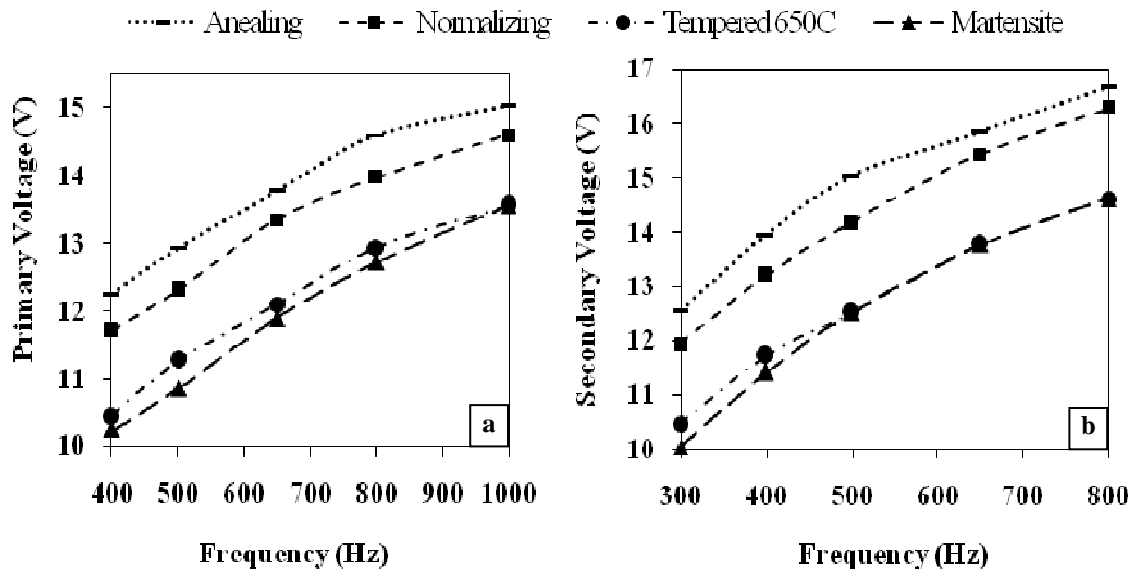 Anealing Normalizing Tempered 650C Martensite
Primary Voltage (V)
15
14
13
12
11
10
a
400 500 600 700 800 900 1000
Frequency (Hz)
Secondary Voltage (V)
17
16
15
14
13
12
11
10
b
300 400 500 600 700 800
Frequency (Hz)